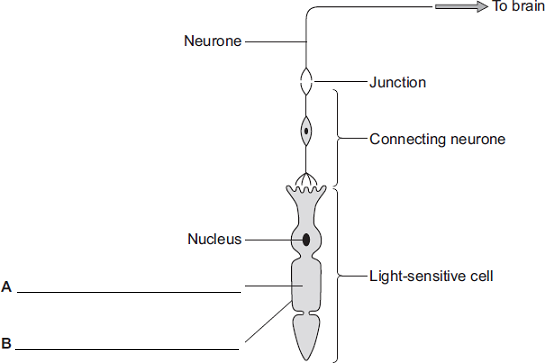 To brain
Neurone
Junction
Connecting neurone
Nucleus
Light-sensitive cell
A
B